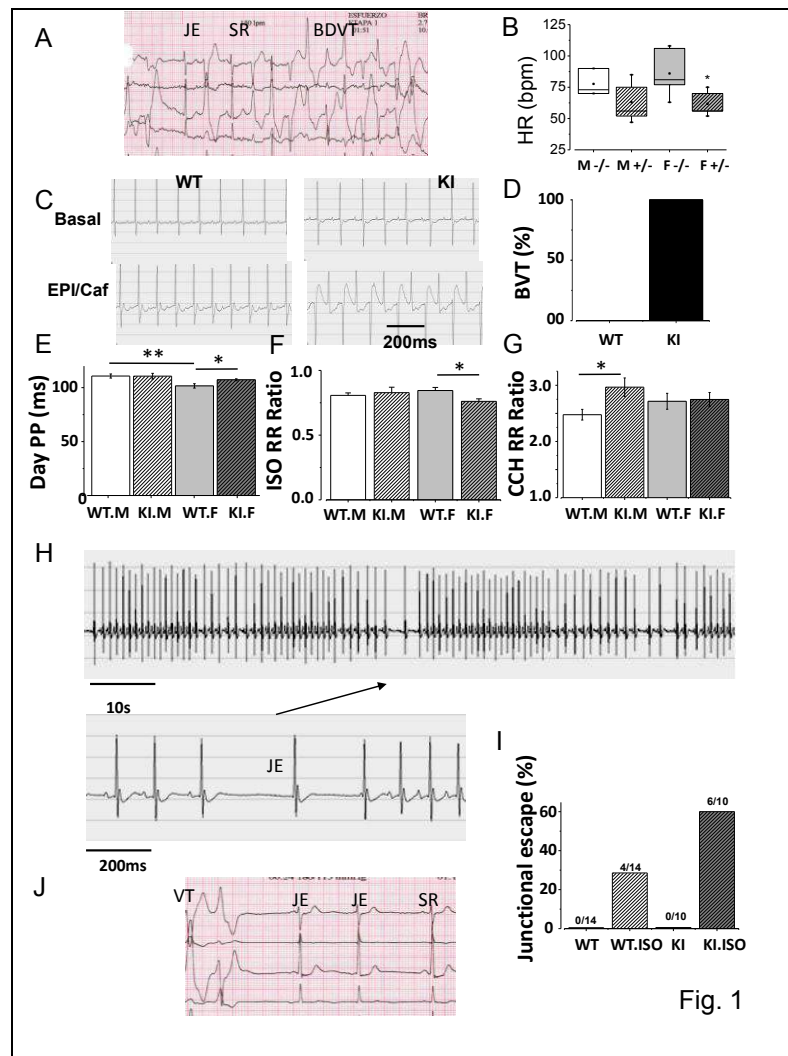 A
JE SR BDVT
ESFUERZO
ETAPA 1
01:31
B
HR (bpm)
125
100
75
50
25
M -/- M +/- F -/- F +/-
*
C
WT KI
Basal
EPI/Caf
200ms
D
BVT (%)
100
50
00
WT KI
E
Day PP (ms)
100
50
0
** *
WT.M KI.M WT.F KI.F
F
ISO RR Ratio
1.0
0.5
0.0
*
WT.M KI.M WT.F KI.F
G
CCH RR Ratio
3.0
2.0
1.0
*
WT.M KI.M WT.F KI.F
H
10s
JE
200ms
I
Junctional escape (%)
60
40
20
0
0/14 4/14 0/10 6/10
WT WT.ISO KI KI.ISO
J
VT JE JE SR
Fig. 1